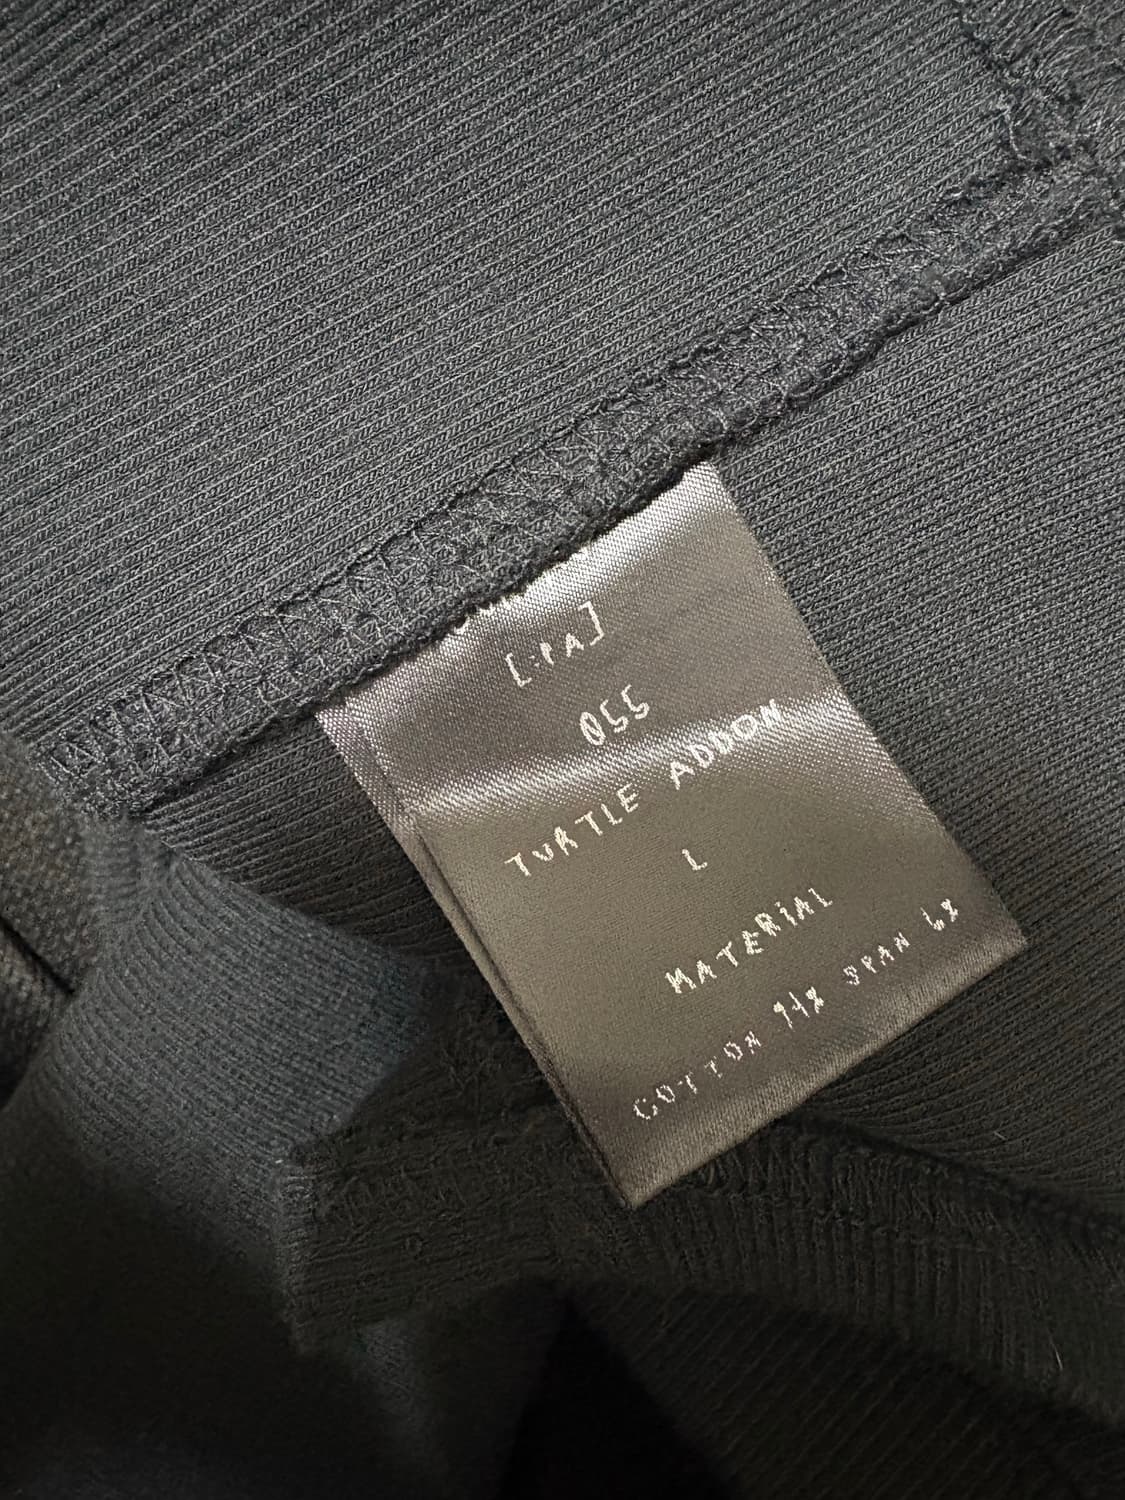 [:PA]
055
TURTLE ADDON
L
MATERIAL
COTTON 94% SPAN 6%